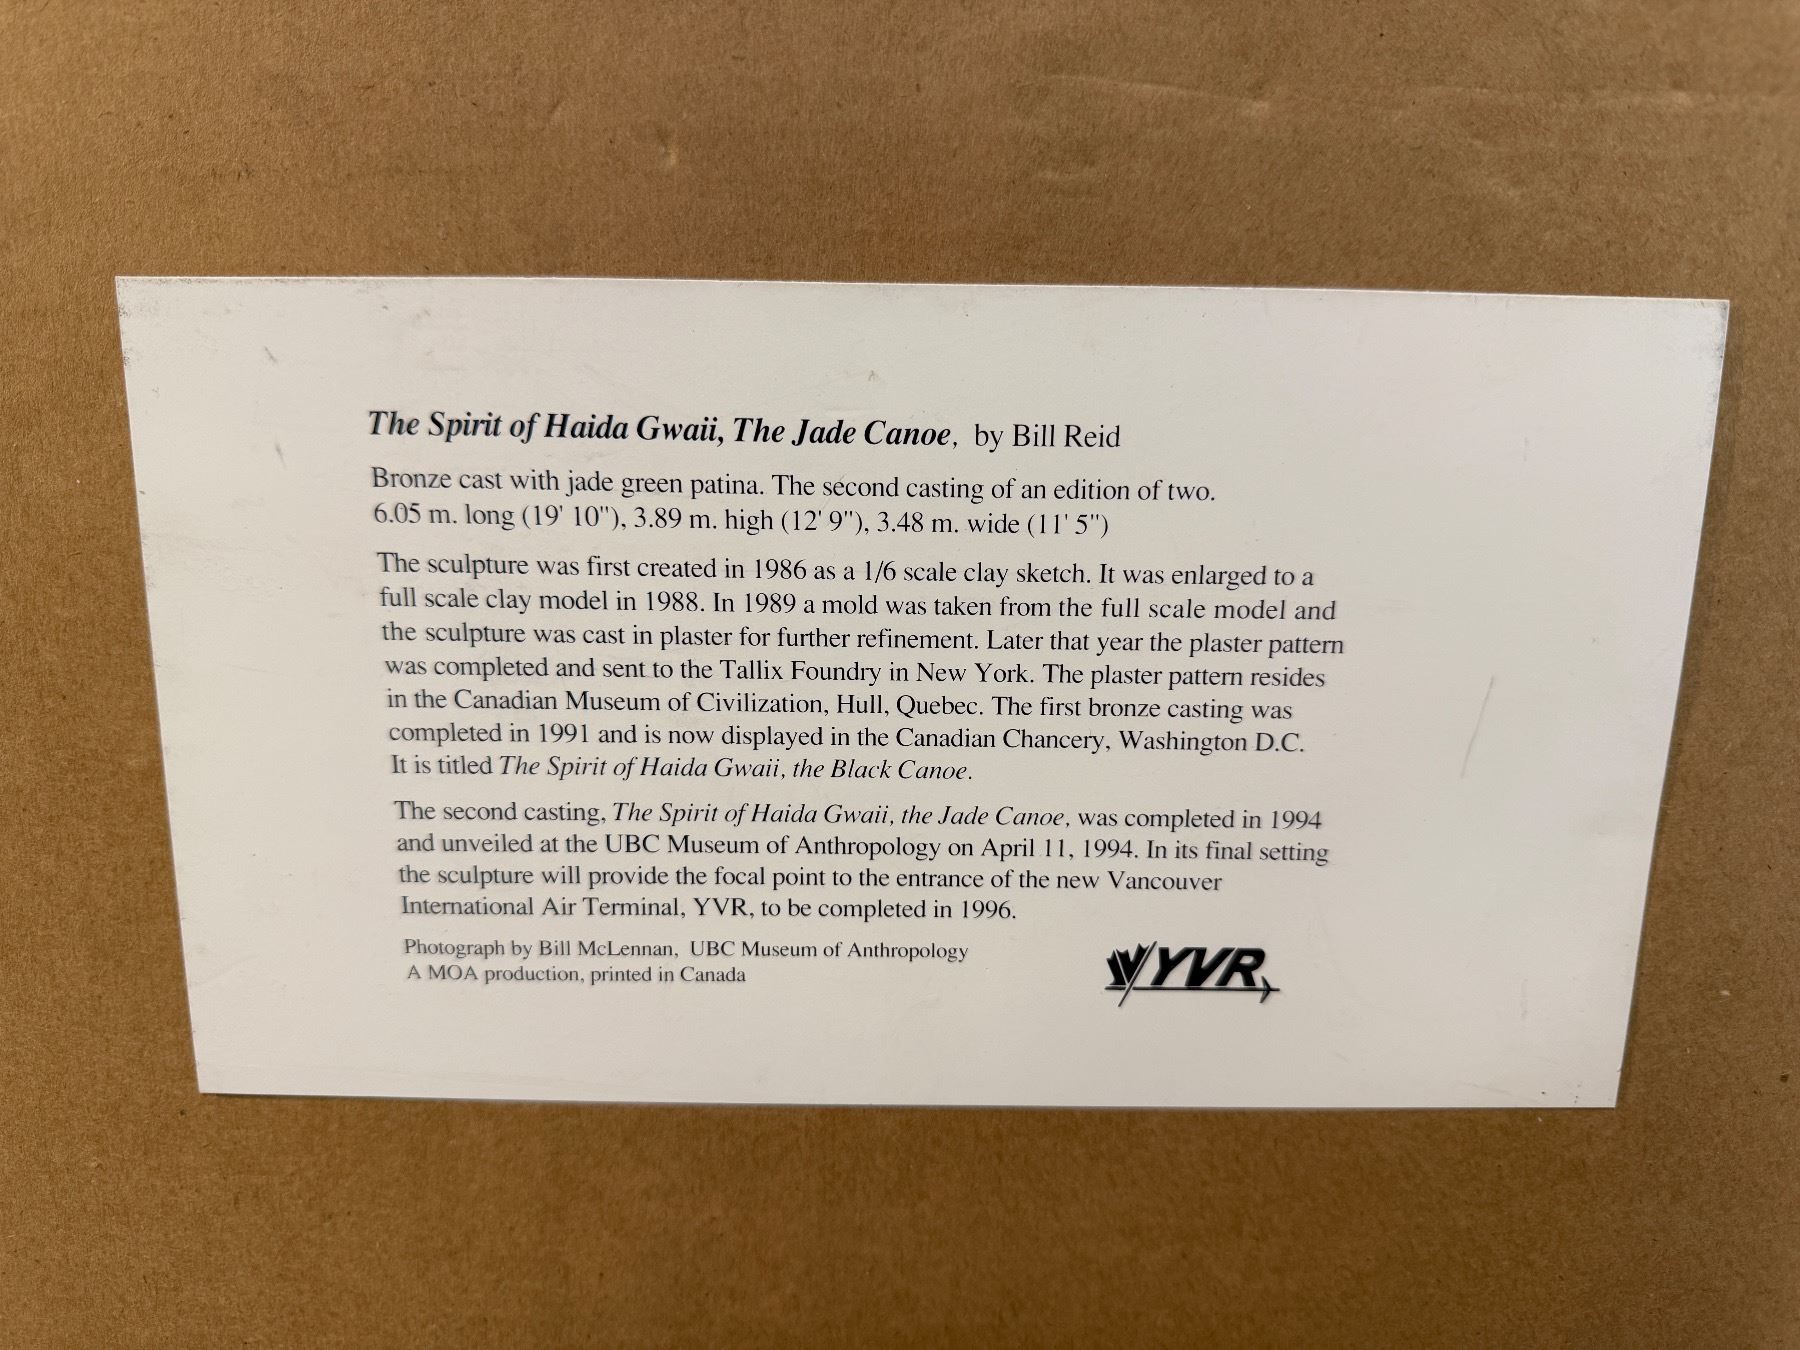 The Spirit of Haida Gwaii, The Jade Canoe, by Bill Reid
Bronze cast with jade green patina. The second casting of an edition of two.
6.05 m. long (19' 10"), 3.89 m. high (12' 9"), 3.48 m. wide (11' 5")
The sculpture was first created in 1986 as a 1/6 scale clay sketch. It was enlarged to a
full scale clay model in 1988. In 1989 a mold was taken from the full scale model and
the sculpture was cast in plaster for further refinement. Later that year the plaster pattern
was completed and sent to the Tallix Foundry in New York. The plaster pattern resides
in the Canadian Museum of Civilization, Hull, Quebec. The first bronze casting was
completed in 1991 and is now displayed in the Canadian Chancery, Washington D.C.
It is titled The Spirit of Haida Gwaii, the Black Canoe.
The second casting, The Spirit of Haida Gwaii, the Jade Canoe, was completed in 1994
and unveiled at the UBC Museum of Anthropology on April 11, 1994. In its final setting
the sculpture will provide the focal point to the entrance of the new Vancouver
International Air Terminal, YVR, to be completed in 1996.
Photograph by Bill McLennan, UBC Museum of Anthropology
A MOA production, printed in Canada
YVR